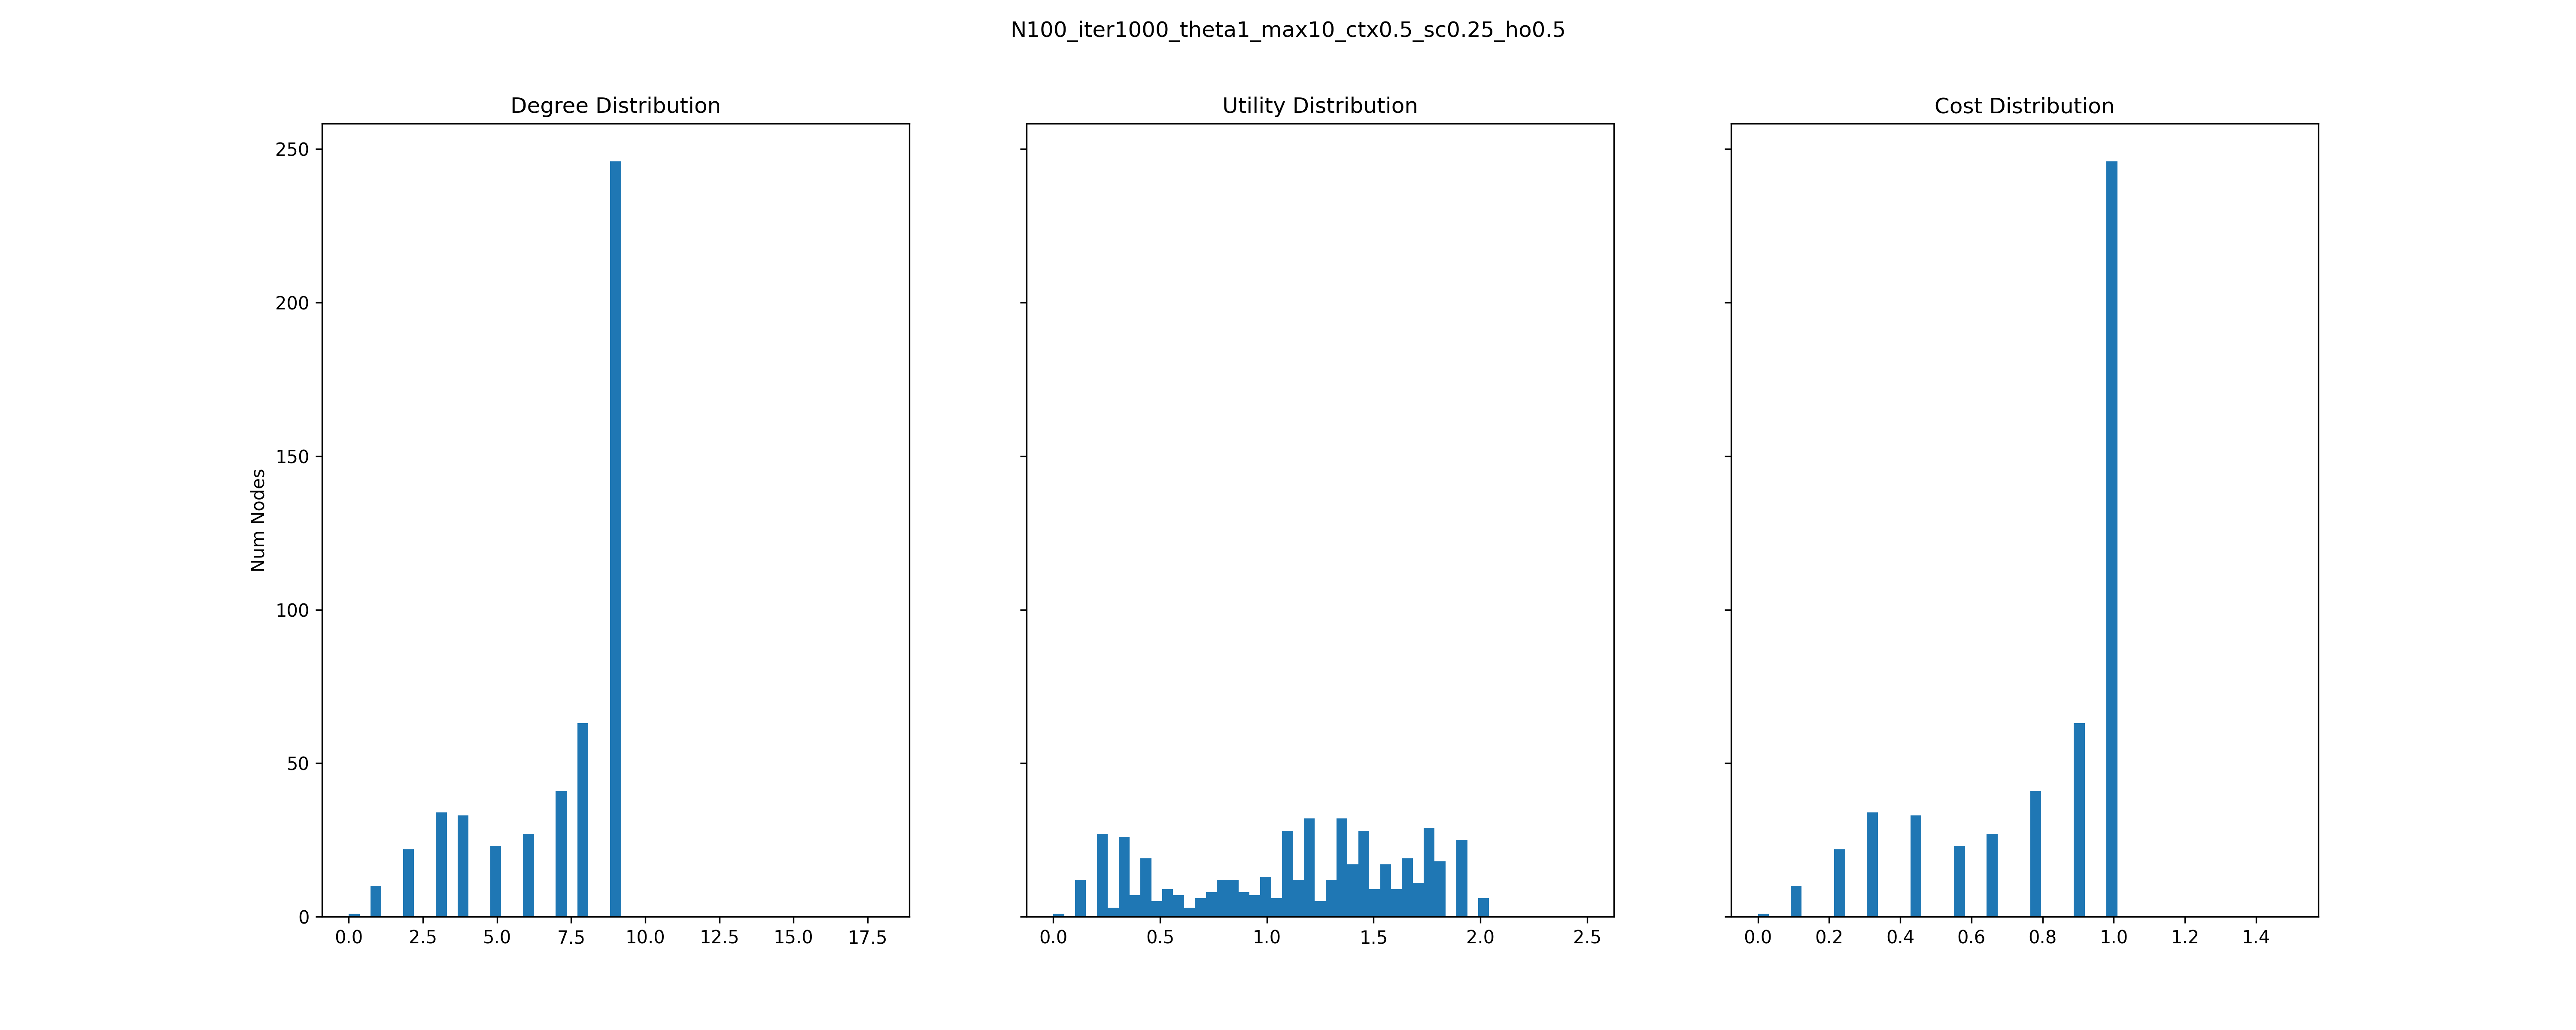 N100_iter1000_theta1_max10_ctx0.5_sc0.25_ho0.5
Degree Distribution
Utility Distribution
Cost Distribution
Num Nodes
250
200
150
100
50
0
0.0 2.5 5.0 7.5 10.0 12.5 15.0 17.5
0.0 0.5 1.0 1.5 2.0 2.5
0.0 0.2 0.4 0.6 0.8 1.0 1.2 1.4